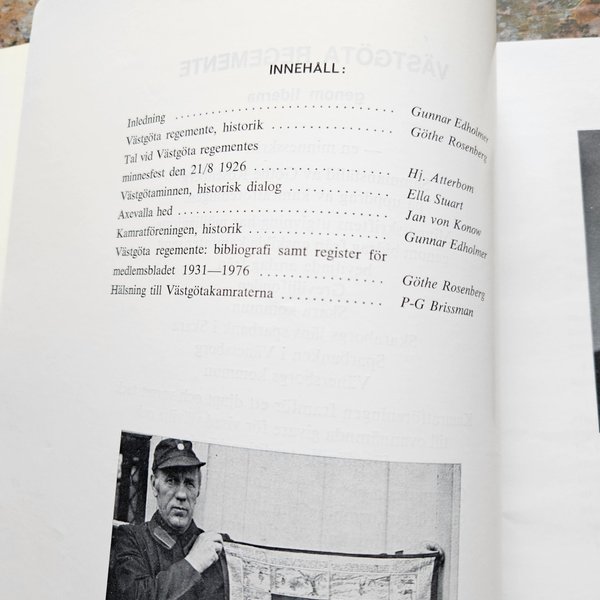 INNEHÅLL:
Inledning . . . . . . . . . . . . . . . . . . . . . . . . . . . . . . Gunnar Edholmer
Västgöta regemente, historik . . . . . . . . . . . . . . . . Göthe Rosenberg
Tal vid Västgöta regementes
minnesfest den 21/8 1926 . . . . . . . . . . . . . . . . . . Hj. Atterbom
Västgötaminnen, historisk dialog . . . . . . . . . . . . . . Ella Stuart
Axevalla hed . . . . . . . . . . . . . . . . . . . . . . . . . . . Jan von Konow
Kamratföreningen, historik . . . . . . . . . . . . . . . . . . Gunnar Edholmer
Västgöta regemente: bibliografi samt register för
medlemsbladet 1931—1976 . . . . . . . . . . . . . . . . Göthe Rosenberg
Hälsning till Västgötakamraterna . . . . . . . . . . . . . P-G Brissman